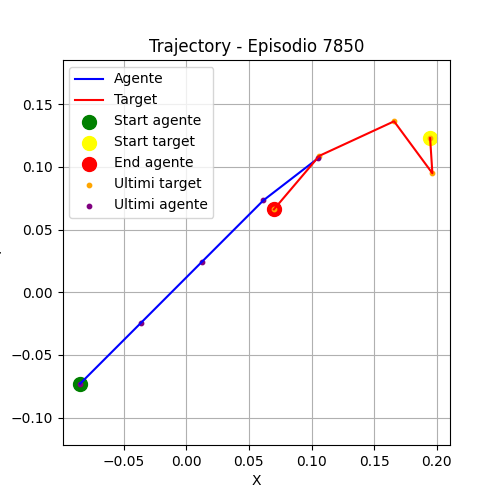 Trajectory - Episodio 7850
Agente
Target
Start agente
Start target
End agente
Ultimi target
Ultimi agente
0.15
0.10
0.05
0.00
−0.05
−0.10
−0.05
0.00
0.05
0.10
0.15
0.20
X